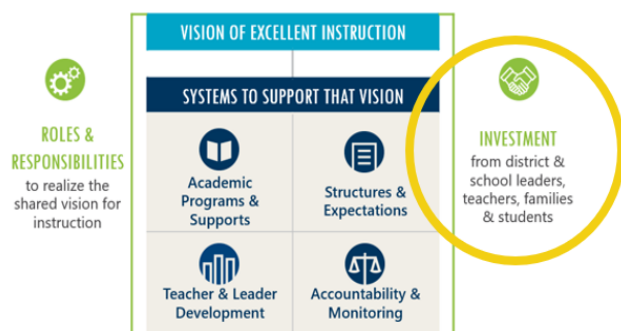 VISION OF EXCELLENT INSTRUCTION
SYSTEMS TO SUPPORT THAT VISION
ROLES &
RESPONSIBILITIES
to realize the
shared vision for
instruction
Academic
Programs &
Supports
Structures &
Expectations
Teacher & Leader
Development
Accountability &
Monitoring
INVESTMENT
from district &
school leaders,
teachers, families
& students